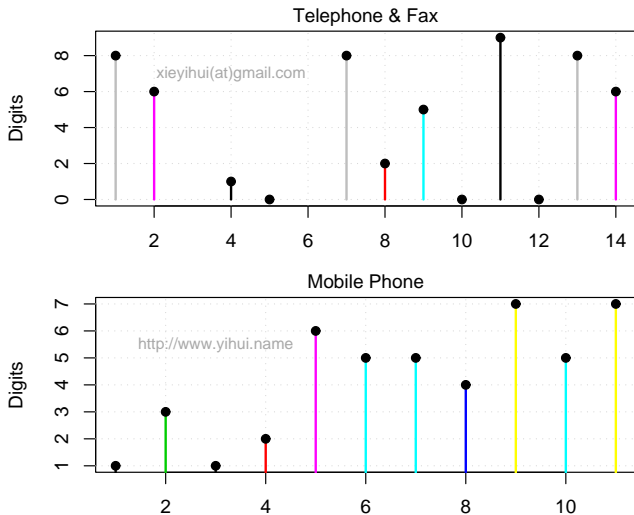 Telephone & Fax
xieyihui(at)gmail.com
Digits
8
6
4
2
0
2 4 6 8 10 12 14
Mobile Phone
http://www.yihui.name
Digits
7
6
5
4
3
2
1
2 4 6 8 10